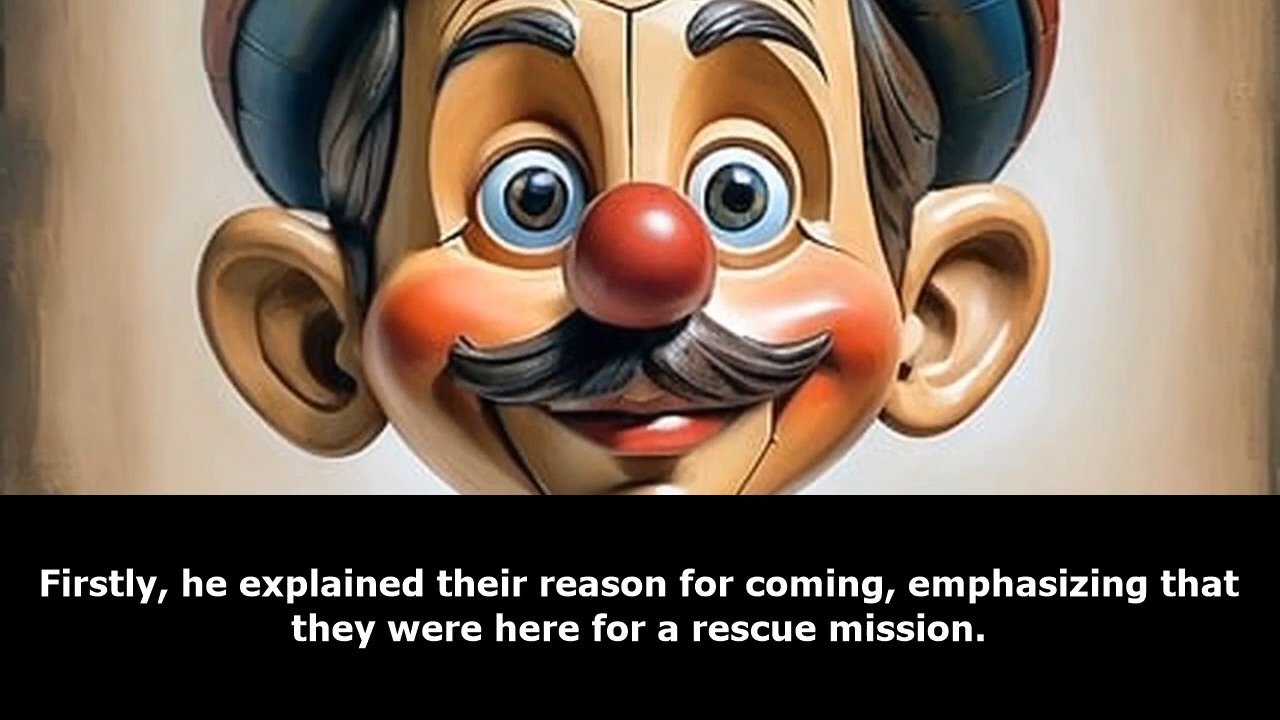 Firstly, he explained their reason for coming, emphasizing that
they were here for a rescue mission.